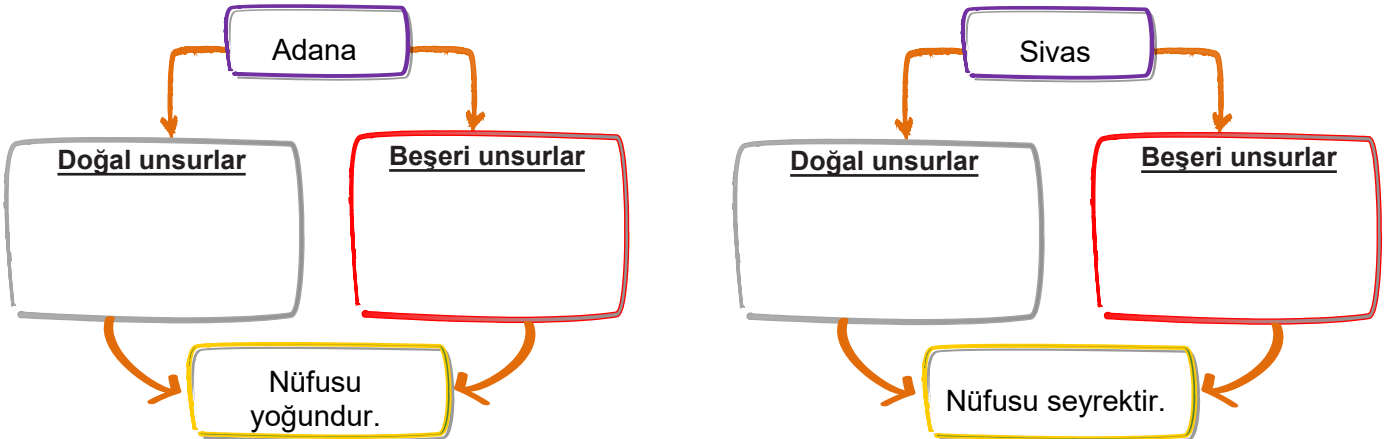 Adana
Doğal unsurlar
Beşeri unsurlar
Nüfusu
yoğundur.
Sivas
Doğal unsurlar
Beşeri unsurlar
Nüfusu seyrektir.